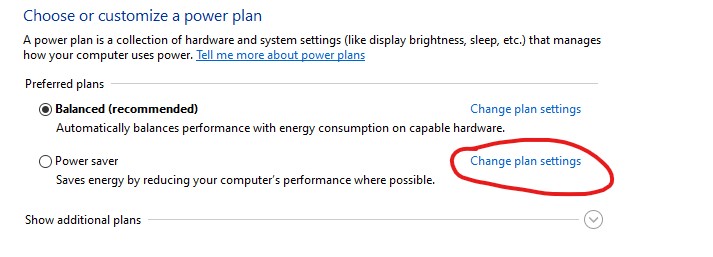 Choose or customize a power plan
A power plan is a collection of hardware and system settings (like display brightness, sleep, etc.) that manages
how your computer uses power. Tell me more about power plans
Preferred plans
Balanced (recommended) Change plan settings
Automatically balances performance with energy consumption on capable hardware.
Power saver Change plan settings
Saves energy by reducing your computer's performance where possible.
Show additional plans